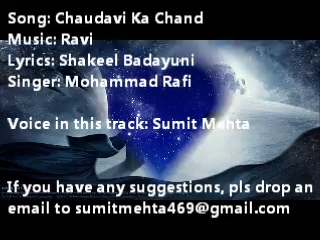 Song: Chaudavi Ka Chand
Music: Ravi
Lyrics: Shakeel Badayuni
Singer: Mohammad Rafi
Voice in this track: Sumit Mehta
If you have any suggestions, pls drop an
email to sumitmehta469@gmail.com